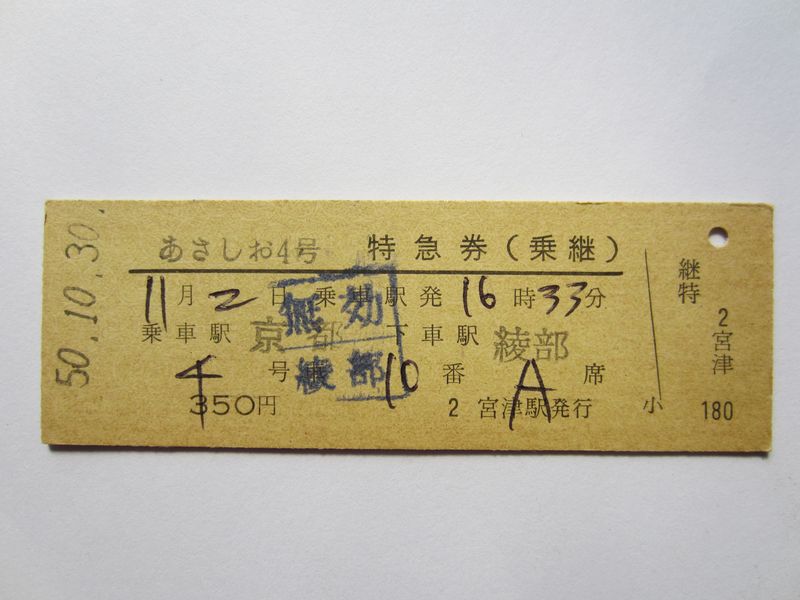 50.10.30.
あさしお4号 特急券(乗継)
11月2日 乗車駅発 16時33分
乗車駅 京都 下車駅 綾部
4号車 10番 A席
350円 2 宮津駅発行
無効
綾部
小
継特
2宮津
180